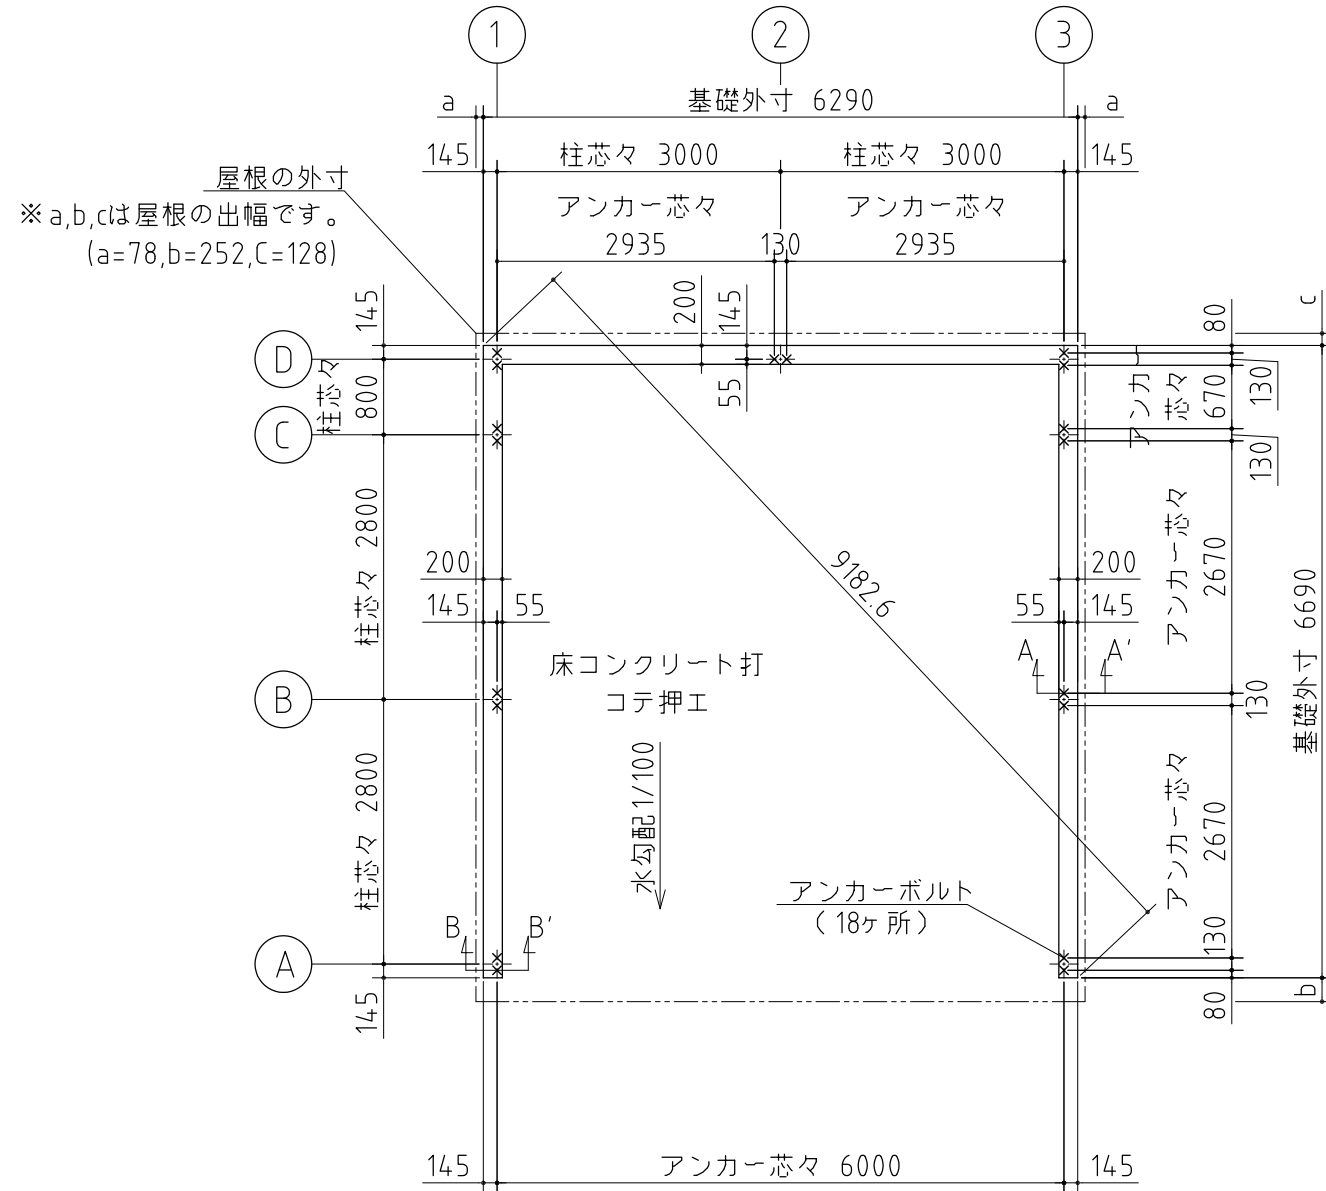 1
2
3
a
基礎外寸 6290
a
145
柱芯々 3000
柱芯々 3000
145
屋根の外寸
※a,b,cは屋根の出幅です。
(a=78,b=252,C=128)
アンカー芯々
アンカー芯々
2935
130
2935
145
200
145
80
c
D
柱芯々
800
55
アンカー
芯々
670
130
C
130
柱芯々 2800
アンカー芯々
2670
9182.6
200
200
145
55
55
145
基礎外寸 6690
床コンクリート打
コテ押エ
A
A'
B
130
水勾配1/100
柱芯々 2800
アンカー芯々
2670
アンカーボルト
(18ヶ所)
B
B'
130
A
145
80
b
145
アンカー芯々 6000
145